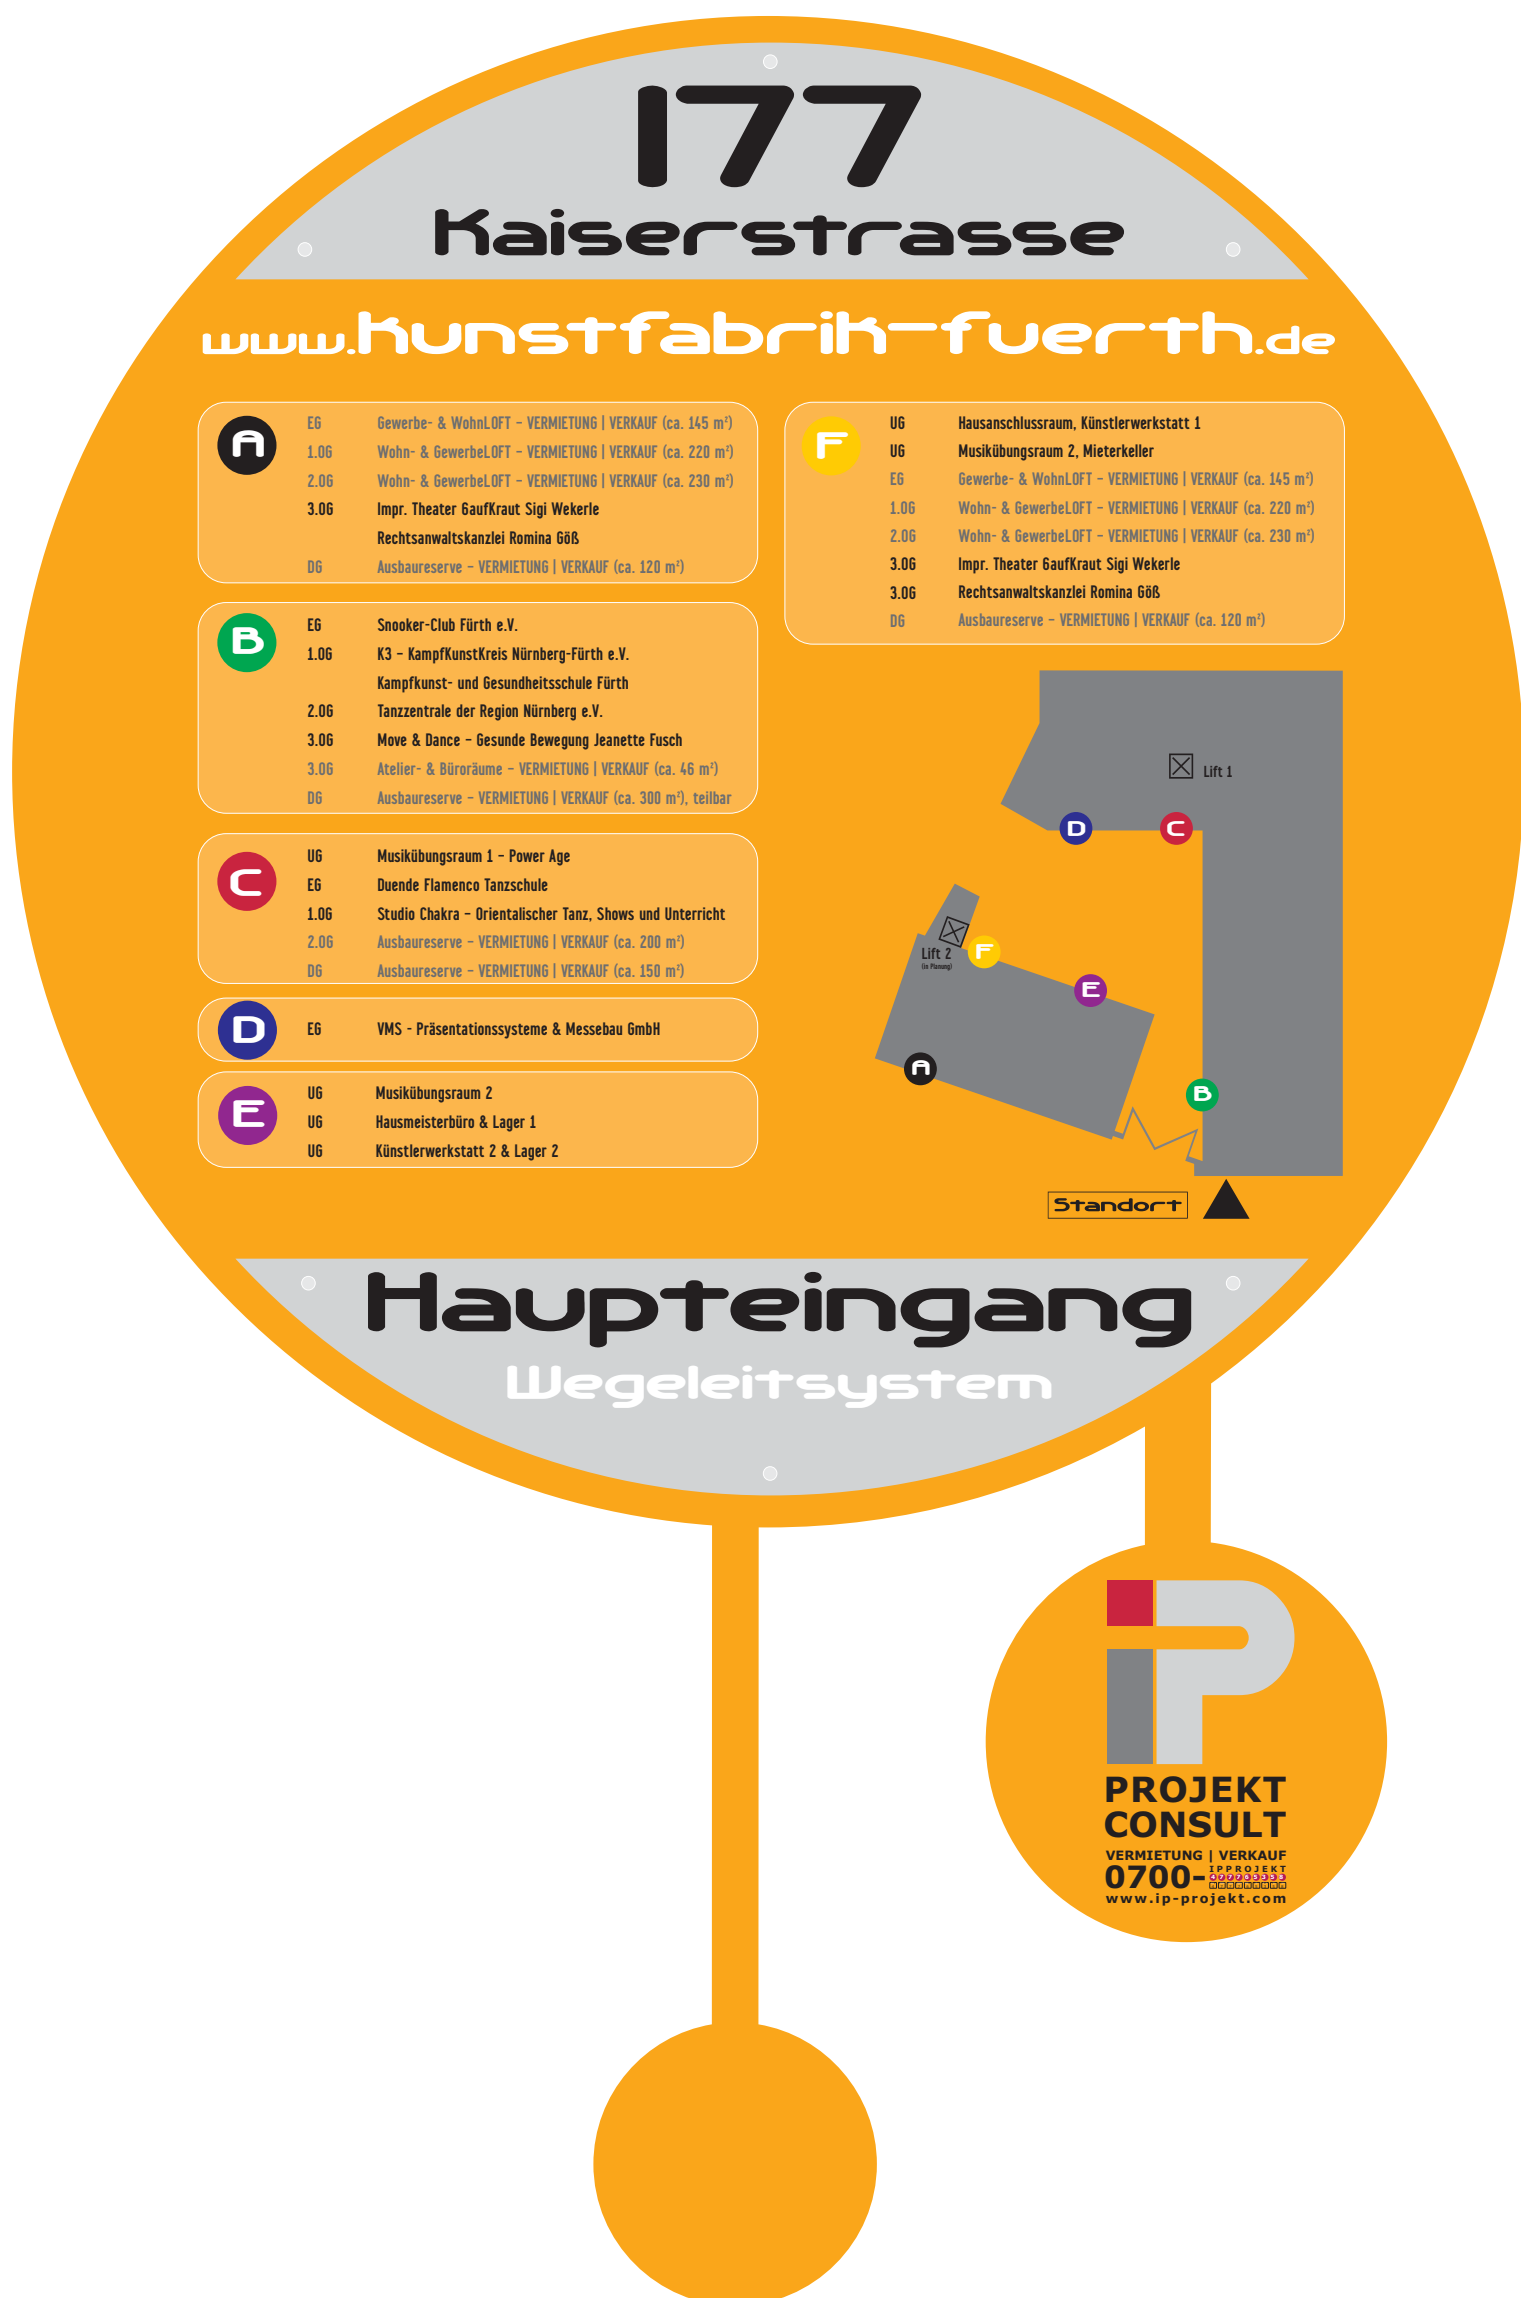 177
Kaiserstrasse
www.kunstfabrik-fuerth.de
A
EG Gewerbe- & WohnLOFT – VERMIETUNG | VERKAUF (ca. 145 m²)
1.OG Wohn- & GewerbeLOFT – VERMIETUNG | VERKAUF (ca. 220 m²)
2.OG Wohn- & GewerbeLOFT – VERMIETUNG | VERKAUF (ca. 230 m²)
3.OG Impr. Theater GaufKraut Sigi Wekerle
Rechtsanwaltskanzlei Romina Göß
DG Ausbaureserve – VERMIETUNG | VERKAUF (ca. 120 m²)
B
EG Snooker-Club Fürth e.V.
1.OG K3 – KampfKunstKreis Nürnberg-Fürth e.V.
Kampfkunst- und Gesundheitsschule Fürth
2.OG Tanzzentrale der Region Nürnberg e.V.
3.OG Move & Dance – Gesunde Bewegung Jeanette Fusch
3.OG Atelier- & Büroräume – VERMIETUNG | VERKAUF (ca. 46 m²)
DG Ausbaureserve – VERMIETUNG | VERKAUF (ca. 300 m²), teilbar
C
UG Musikübungsraum 1 – Power Age
EG Duende Flamenco Tanzschule
1.OG Studio Chakra – Orientalischer Tanz, Shows und Unterricht
2.OG Ausbaureserve – VERMIETUNG | VERKAUF (ca. 200 m²)
DG Ausbaureserve – VERMIETUNG | VERKAUF (ca. 150 m²)
D
EG VMS - Präsentationssysteme & Messebau GmbH
E
UG Musikübungsraum 2
UG Hausmeisterbüro & Lager 1
UG Künstlerwerkstatt 2 & Lager 2
F
UG Hausanschlussraum, Künstlerwerkstatt 1
UG Musikübungsraum 2, Mieterkeller
EG Gewerbe- & WohnLOFT – VERMIETUNG | VERKAUF (ca. 145 m²)
1.OG Wohn- & GewerbeLOFT – VERMIETUNG | VERKAUF (ca. 220 m²)
2.OG Wohn- & GewerbeLOFT – VERMIETUNG | VERKAUF (ca. 230 m²)
3.OG Impr. Theater GaufKraut Sigi Wekerle
3.OG Rechtsanwaltskanzlei Romina Göß
DG Ausbaureserve – VERMIETUNG | VERKAUF (ca. 120 m²)
Lift 1
D
C
Lift 2
(in Planung)
F
E
A
B
Standort
Haupteingang
Wegeleitsystem
iP
PROJEKT
CONSULT
VERMIETUNG | VERKAUF
IPPROJEKT
0700-477765358
www.ip-projekt.com